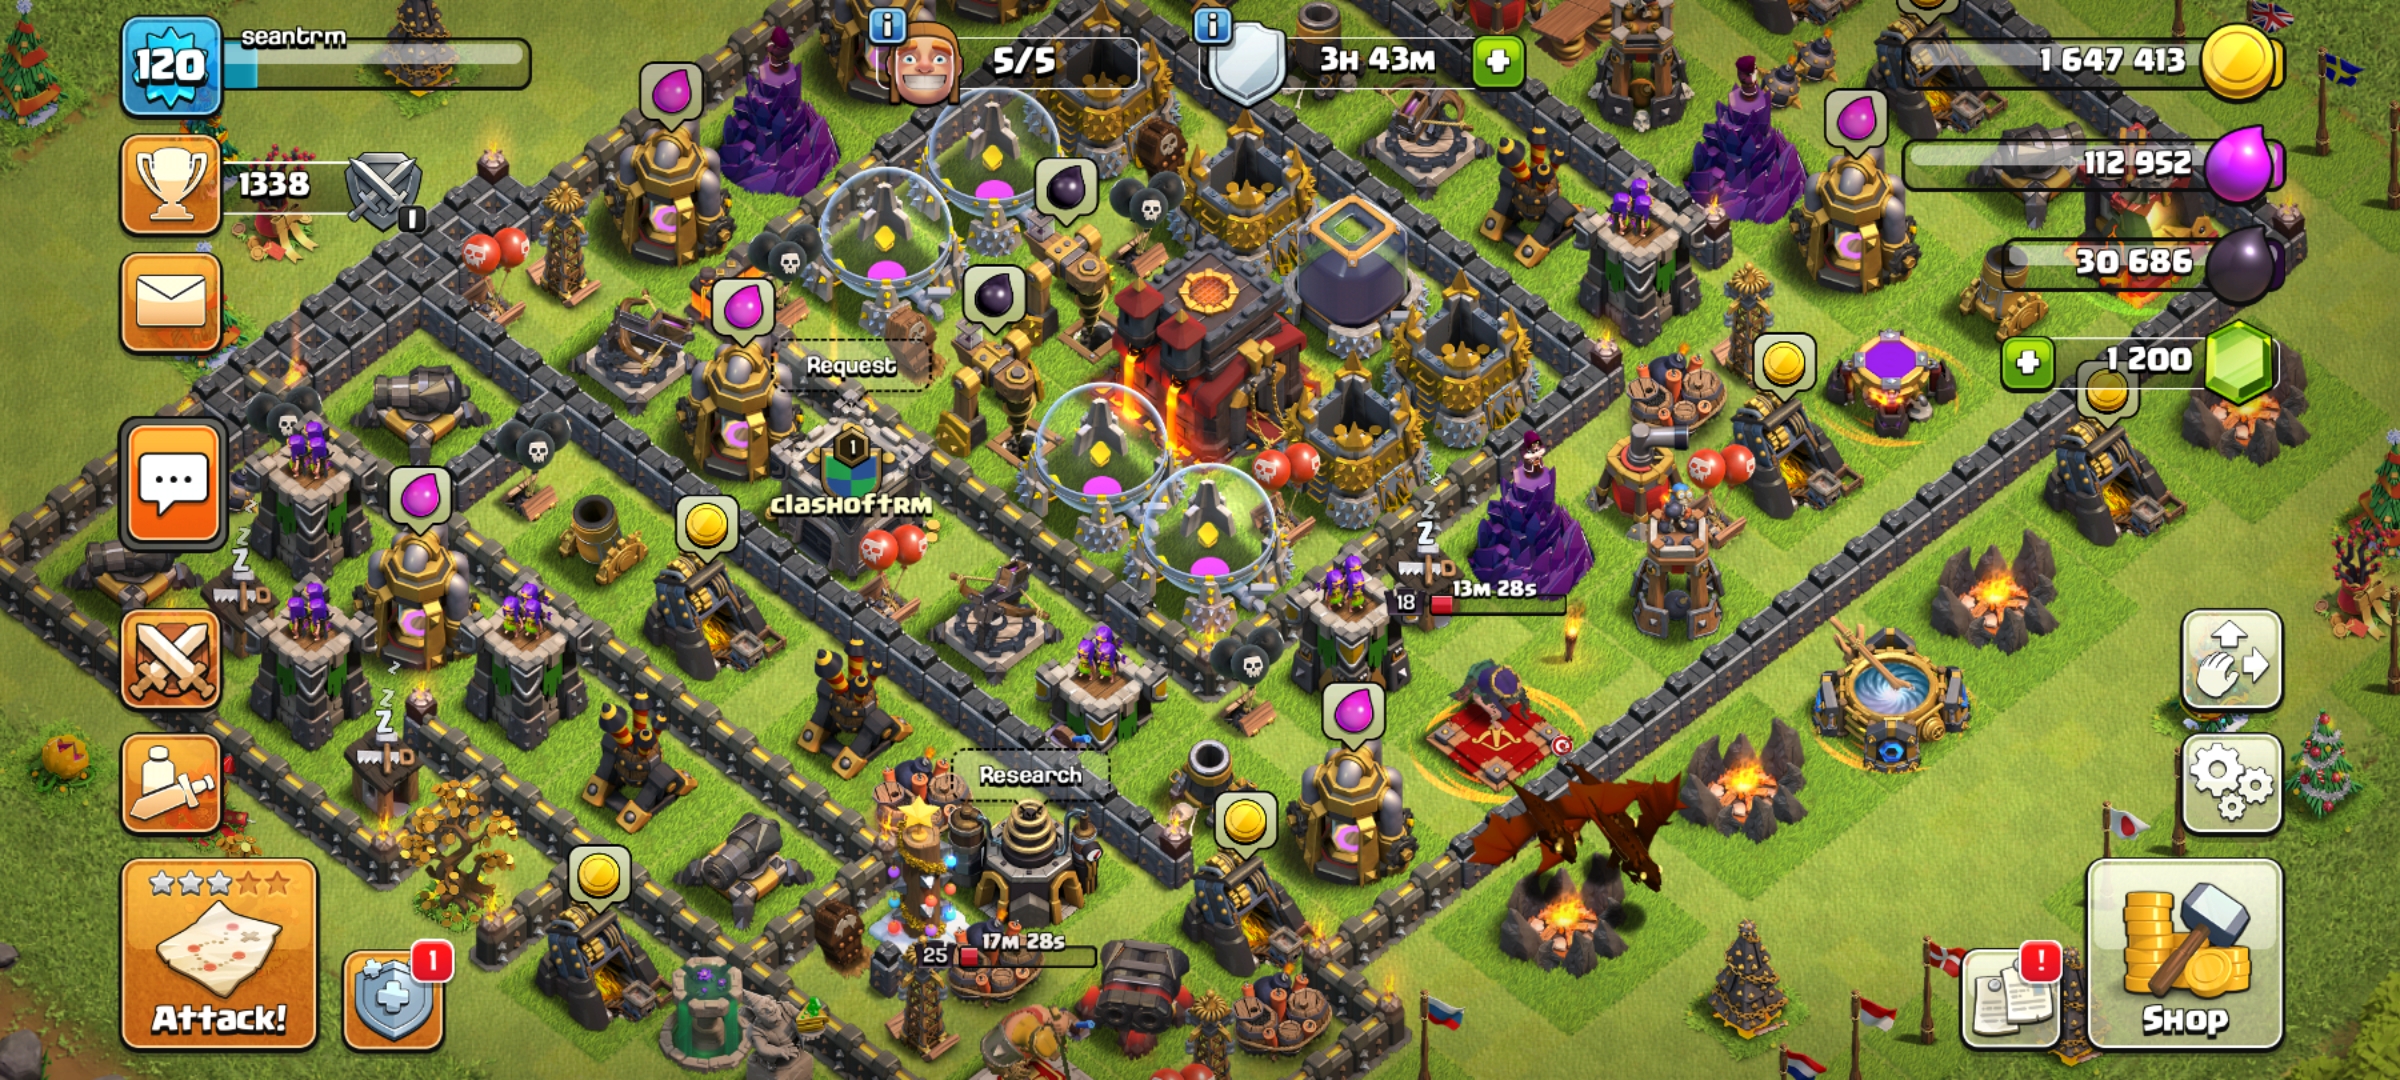 120
seantrm
5/5
3H 43M
1 647 413
1338
I
112 952
30 686
1 200
Request
1
clashoftrm
Z
Z
Z
Z
Z
Z
18
13M 28s
Research
25
17M 28s
Attack!
1
!
Shop